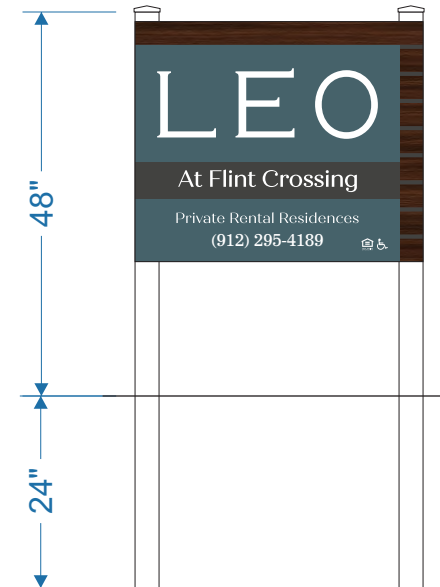 LEO
At Flint Crossing
Private Rental Residences
(912) 295-4189
48"
24"